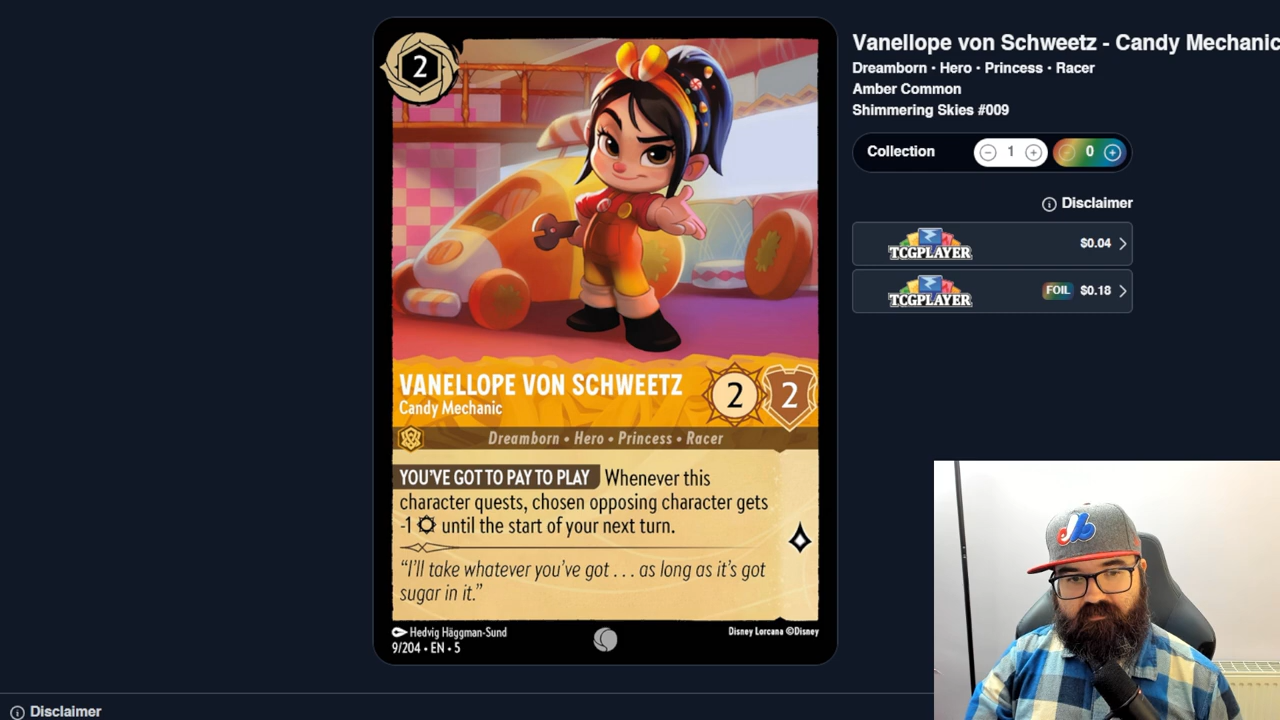 2
VANELLOPE VON SCHWEETZ
Candy Mechanic
2
2
Dreamborn • Hero • Princess • Racer
YOU'VE GOT TO PAY TO PLAY Whenever this
character quests, chosen opposing character gets
-1 until the start of your next turn.
“I'll take whatever you've got . . . as long as it's got
sugar in it.”
Hedvig Häggman-Sund
Disney Lorcana ©Disney
9/204 • EN • 5
Vanellope von Schweetz - Candy Mechanic
Dreamborn • Hero • Princess • Racer
Amber Common
Shimmering Skies #009
Collection
1
0
Disclaimer
TCGPLAYER
$0.04
TCGPLAYER
FOIL $0.18
Disclaimer